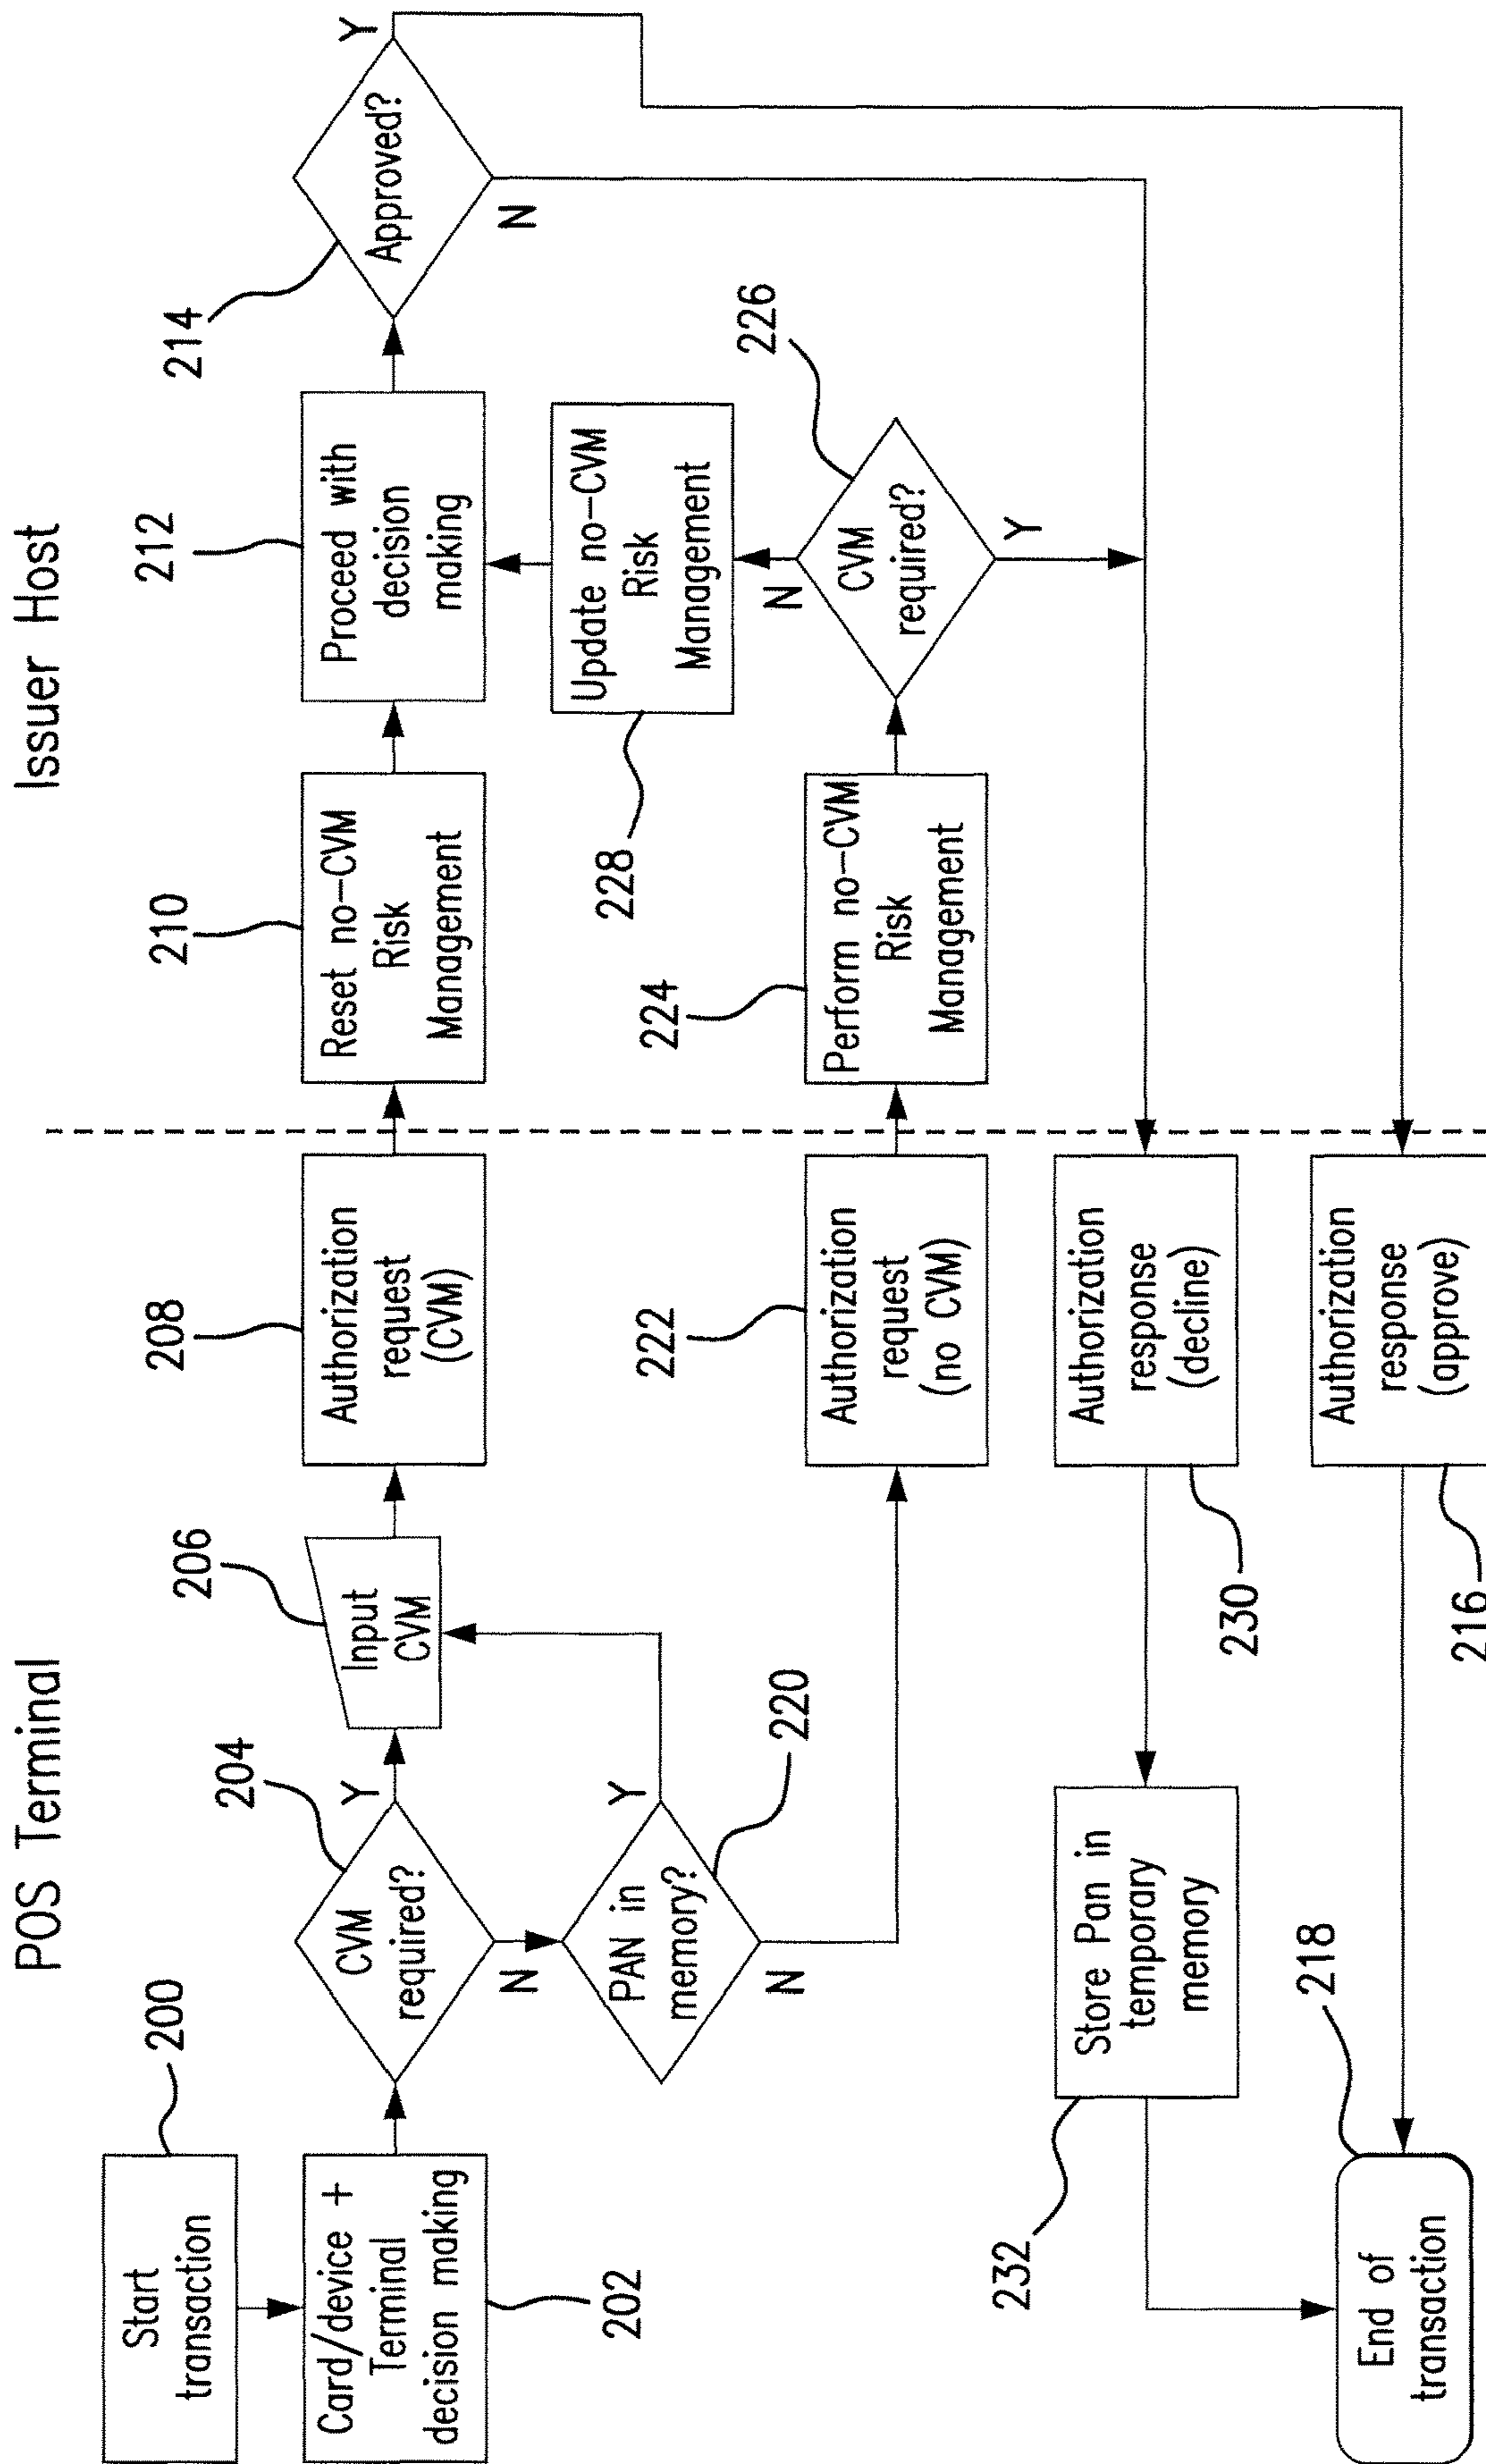 POS Terminal
Issuer Host
Start
transaction
200
Card/device +
Terminal
decision making
202
CVM
required?
204
Y
N
Input
CVM
206
Authorization
request
(CVM)
208
Reset no-CVM
Risk
Management
210
Proceed with
decision
making
212
Approved?
214
Y
N
PAN in
memory?
220
Y
N
Authorization
request
(no CVM)
222
Perform no-CVM
Risk
Management
224
CVM
required?
226
N
Y
Update no-CVM
Risk
Management
228
Authorization
response
(decline)
230
Store Pan in
temporary
memory
232
Authorization
response
(approve)
216
End of
transaction
218